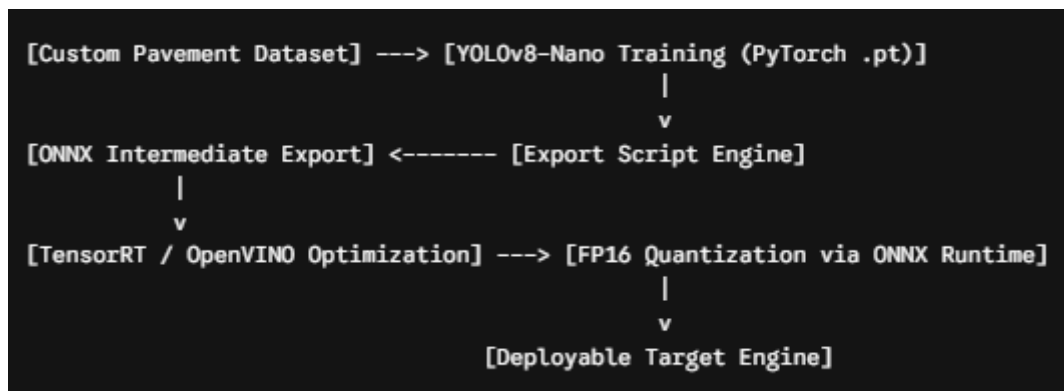 [Custom Pavement Dataset] ---> [YOLOv8-Nano Training (PyTorch .pt)]
|
v
[ONNX Intermediate Export] <------- [Export Script Engine]
|
v
[TensorRT / OpenVINO Optimization] ---> [FP16 Quantization via ONNX Runtime]
|
v
[Deployable Target Engine]